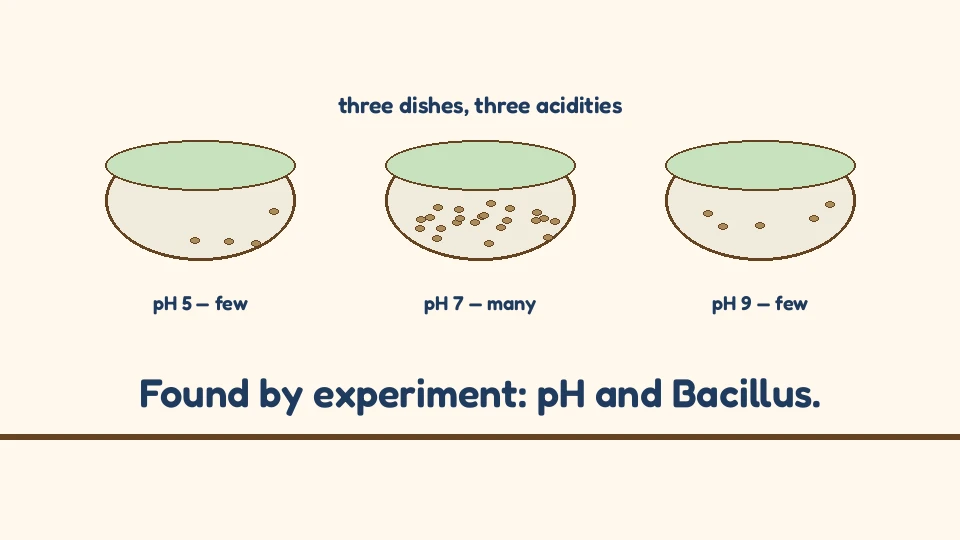 three dishes, three acidities
pH 5 – few
pH 7 – many
pH 9 – few
Found by experiment: pH and Bacillus.